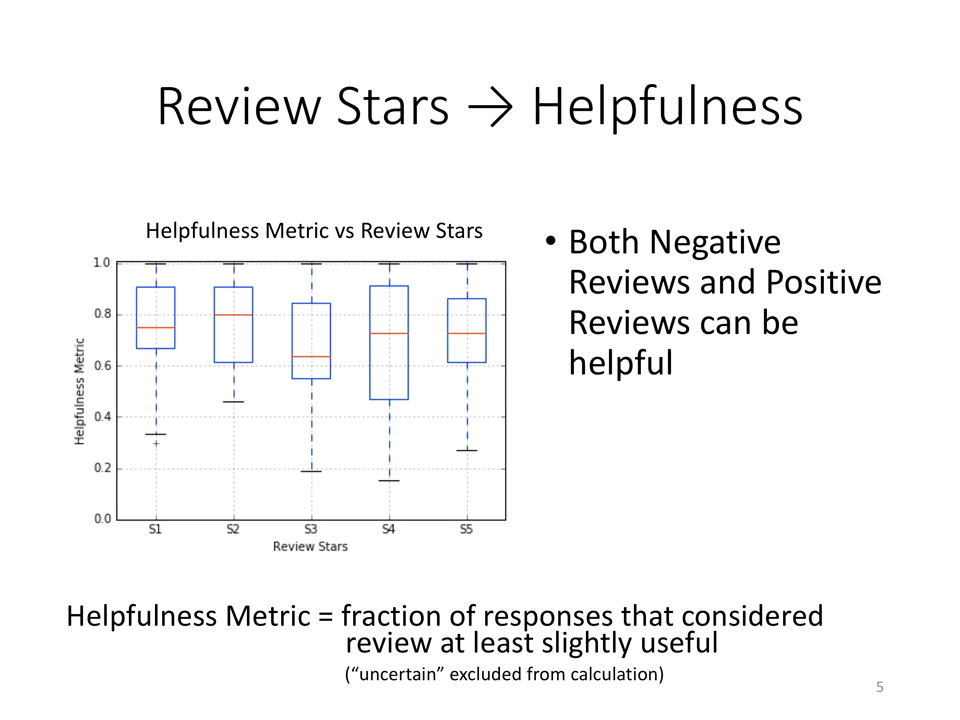 Review Stars → Helpfulness
Helpfulness Metric vs Review Stars
1.0
0.8
0.6
0.4
0.2
0.0
Helpfulness Metric
S1 S2 S3 S4 S5
Review Stars
• Both Negative
Reviews and Positive
Reviews can be
helpful
Helpfulness Metric = fraction of responses that considered
review at least slightly useful
(“uncertain” excluded from calculation)
5